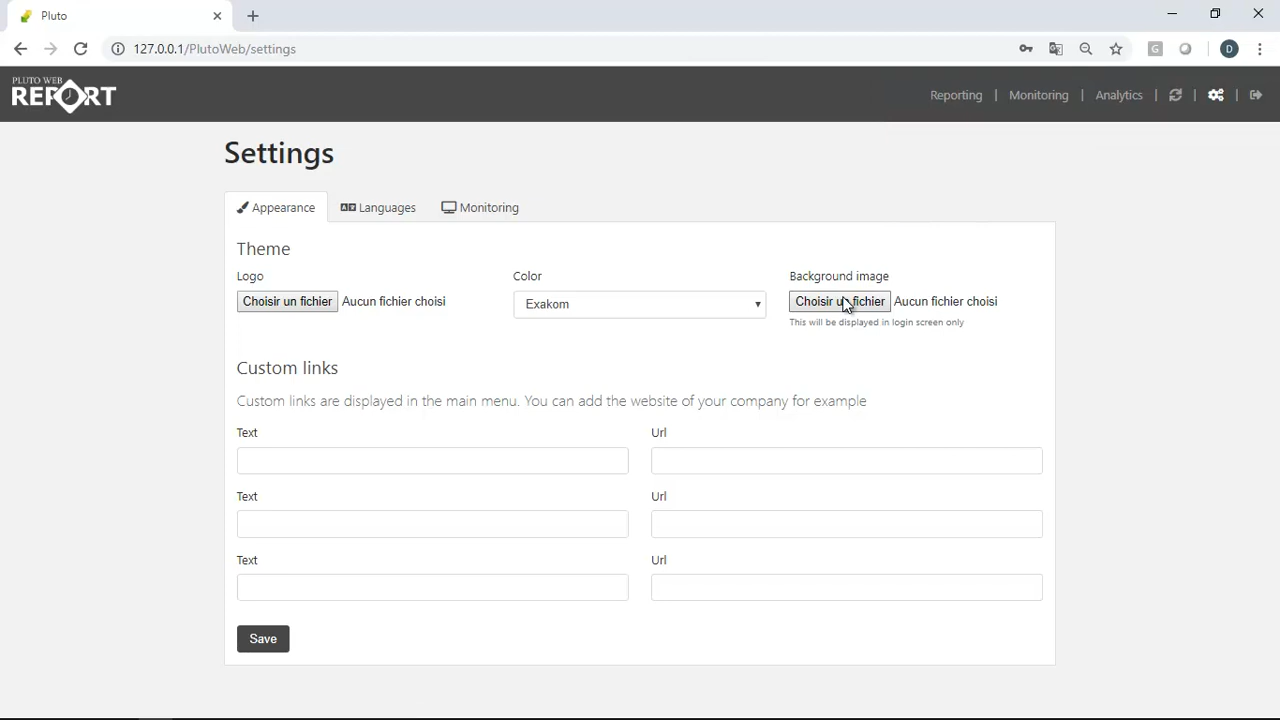 Pluto
127.0.0.1/PlutoWeb/settings
G
D
PLUTO WEB
REPORT
Reporting | Monitoring | Analytics | | |
Settings
Appearance Languages Monitoring
Theme
Logo Color Background image
Choisir un fichier Aucun fichier choisi Exakom Choisir un fichier Aucun fichier choisi
This will be displayed in login screen only
Custom links
Custom links are displayed in the main menu. You can add the website of your company for example
Text Url
Text Url
Text Url
Save